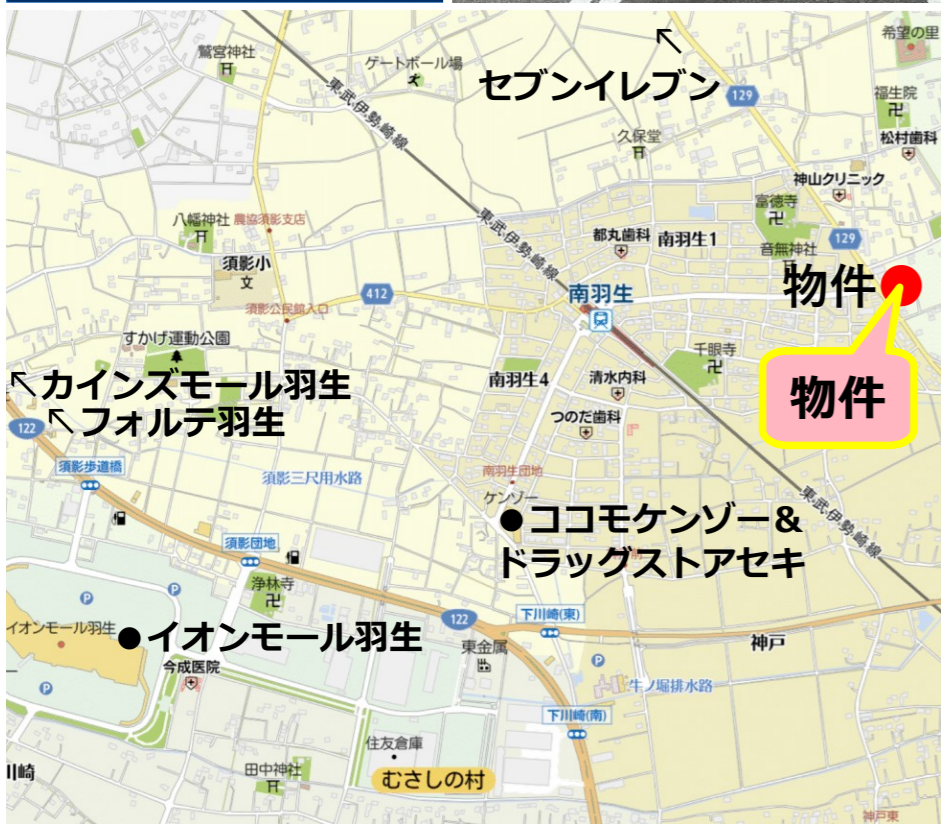 希望の里
鷲宮神社
ゲートボール場
↖
セブンイレブン
129
東武伊勢崎線
福生院
松村歯科
久保堂
神山クリニック
富徳寺
八幡神社
農協須影支店
都丸歯科
南羽生1
音無神社
129
須影小
文
東武伊勢崎線
412
南羽生
物件
須影公民館入口
すかげ運動公園
千眼寺
物件
↖カインズモール羽生
南羽生4
清水内科
↖フォルテ羽生
つのだ歯科
122
須影歩道橋
須影三尺用水路
南羽生団地
ケンゾー
東武伊勢崎線
●ココモケンゾー&
ドラッグストアセキ
須影団地
浄林寺
P
P
イオンモール羽生
●イオンモール羽生
122
下川崎(東)
東金属
神戸
今成医院
P
P
牛ノ堀排水路
下川崎(南)
住友倉庫
川崎
田中神社
むさしの村
神戸東